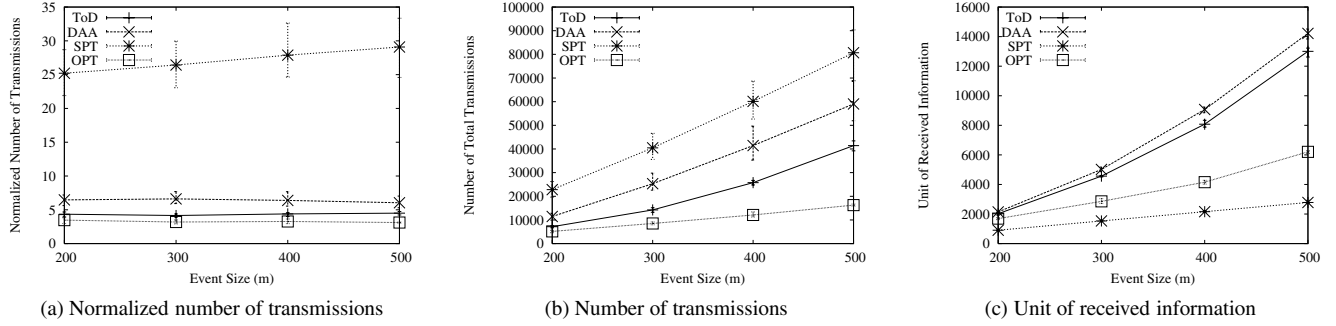 35
30
25
20
15
10
5
0
200
300
400
500
Normalized Number of Transmissions
Event Size (m)
ToD
DAA
SPT
OPT
(a) Normalized number of transmissions
100000
90000
80000
70000
60000
50000
40000
30000
20000
10000
0
200
300
400
500
Number of Total Transmissions
Event Size (m)
ToD
DAA
SPT
OPT
(b) Number of transmissions
16000
14000
12000
10000
8000
6000
4000
2000
0
200
300
400
500
Unit of Received Information
Event Size (m)
ToD
DAA
SPT
OPT
(c) Unit of received information